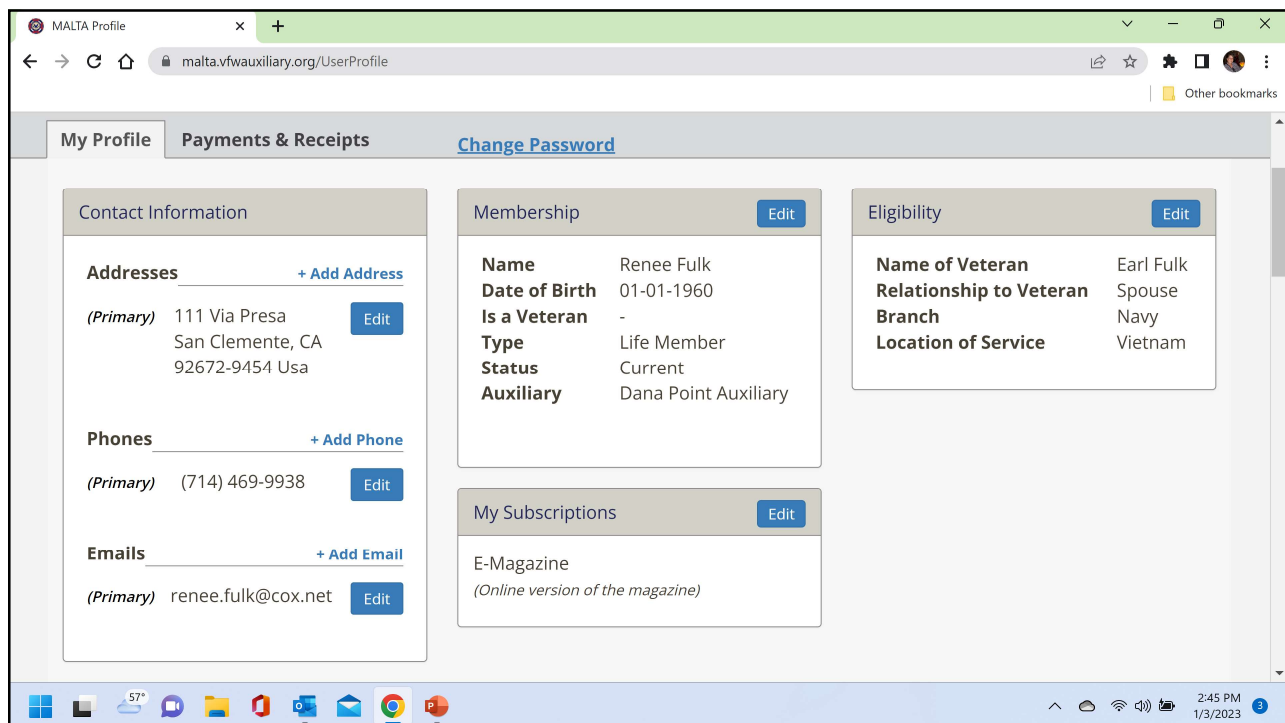 MALTA Profile
malta.vfwauxiliary.org/UserProfile
Other bookmarks
My Profile
Payments & Receipts
Change Password
Contact Information
Addresses
+ Add Address
(Primary)
111 Via Presa
San Clemente, CA
92672-9454 Usa
Edit
Phones
+ Add Phone
(Primary)
(714) 469-9938
Edit
Emails
+ Add Email
(Primary)
renee.fulk@cox.net
Edit
Membership
Edit
Name Renee Fulk
Date of Birth 01-01-1960
Is a Veteran -
Type Life Member
Status Current
Auxiliary Dana Point Auxiliary
My Subscriptions
Edit
E-Magazine
(Online version of the magazine)
Eligibility
Edit
Name of Veteran Earl Fulk
Relationship to Veteran Spouse
Branch Navy
Location of Service Vietnam
57°
2:45 PM
1/3/2023
3